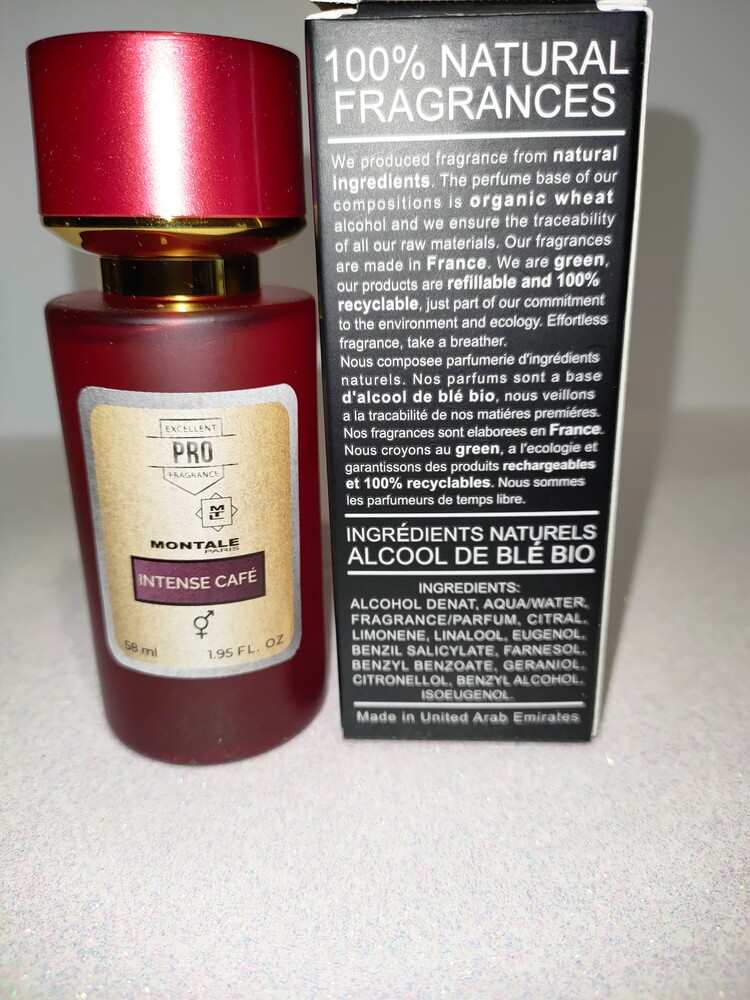 EXCELLENT
PRO
FRAGRANCE
MTL
MONTALE
PARIS
INTENSE CAFÉ
58 ml 1.95 FL. OZ
100% NATURAL
FRAGRANCES
We produced fragrance from natural
ingredients. The perfume base of our
compositions is organic wheat
alcohol and we ensure the traceability
of all our raw materials. Our fragrances
are made in France. We are green,
our products are refillable and 100%
recyclable, just part of our commitment
to the environment and ecology. Effortless
fragrance, take a breather.
Nous composee parfumerie d'ingrédients
naturels. Nos parfums sont a base
d'alcool de blé bio, nous veillons
a la tracabilité de nos matiéres premiéres.
Nos fragrances sont elaborees en France.
Nous croyons au green, a l'ecologie et
garantissons des produits rechargeables
et 100% recyclables. Nous sommes
les parfumeurs de temps libre.
INGRÉDIENTS NATURELS
ALCOOL DE BLÉ BIO
INGREDIENTS:
ALCOHOL DENAT, AQUA/WATER,
FRAGRANCE/PARFUM, CITRAL,
LIMONENE, LINALOOL, EUGENOL,
BENZIL SALICYLATE, FARNESOL,
BENZYL BENZOATE, GERANIOL,
CITRONELLOL, BENZYL ALCOHOL,
ISOEUGENOL.
Made in United Arab Emirates